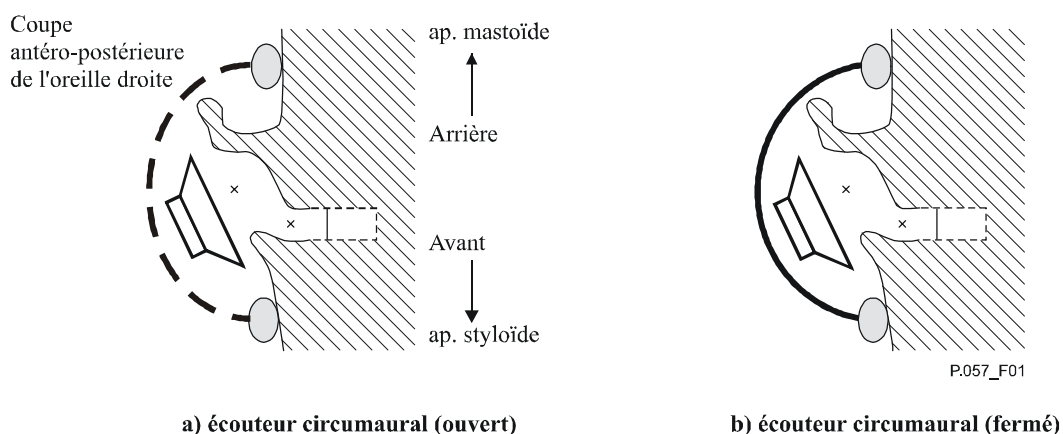 Coupe
antéro-postérieure
de l'oreille droite
ap. mastoïde
Arrière
Avant
ap. styloïde
P.057_F01
a) écouteur circumaural (ouvert)
b) écouteur circumaural (fermé)